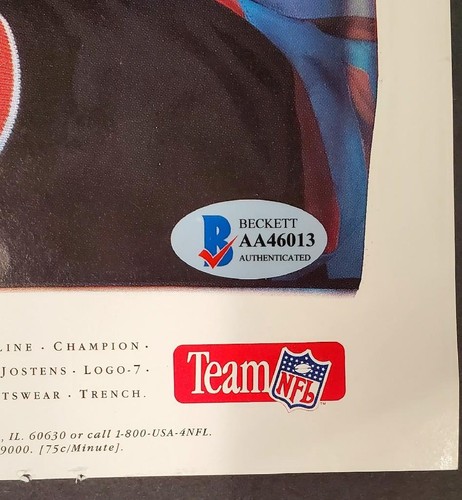 BECKETT
AA46013
AUTHENTICATED
LINE · CHAMPION ·
JOSTENS · LOGO-7 ·
TSWEAR · TRENCH.
Team NFL
, IL. 60630 or call 1-800-USA-4NFL.
9000. [75c/Minute].